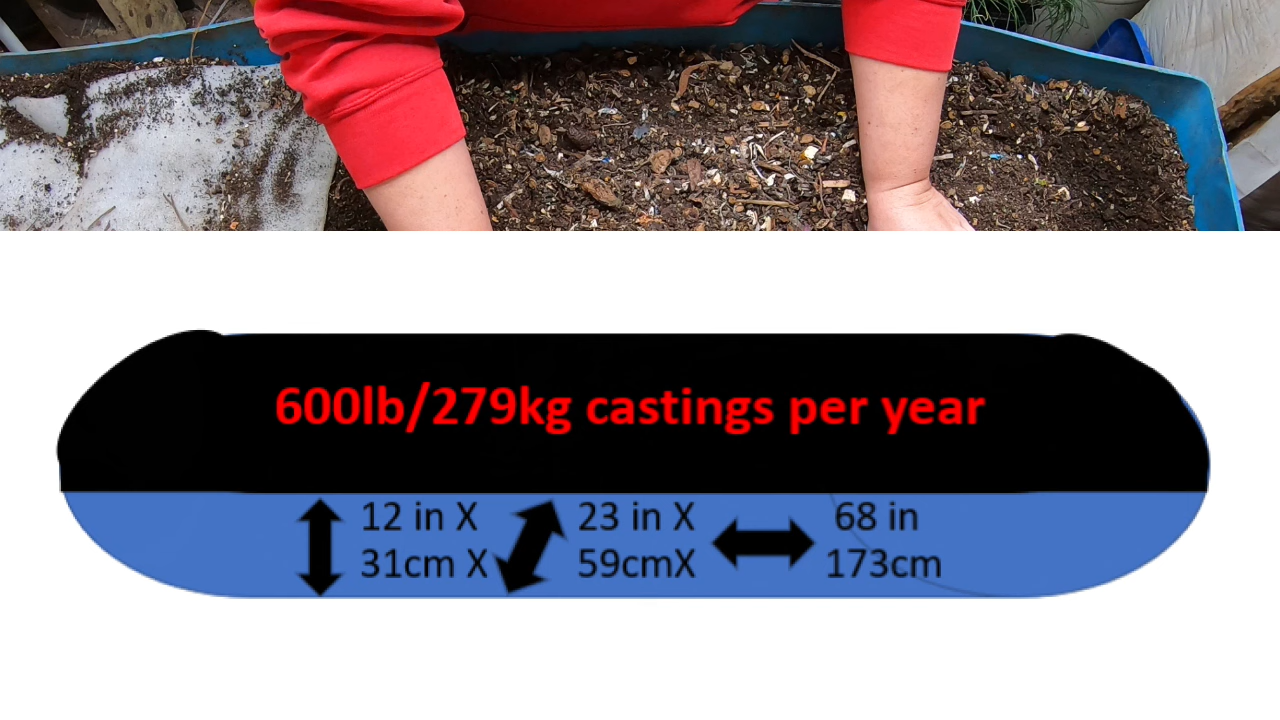 600lb/279kg castings per year
12 in X 23 in X 68 in
31cm X 59cmX 173cm